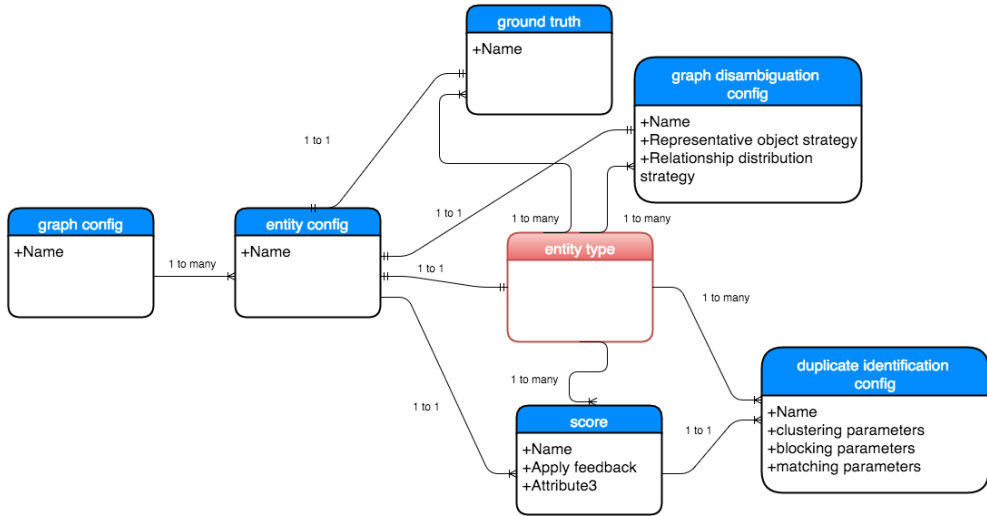 ground truth
+Name
graph disambiguation
config
+Name
+Representative object strategy
+Relationship distribution
strategy
1 to 1
1 to 1
1 to many
1 to many
graph config
+Name
1 to many
entity config
+Name
1 to 1
entity type
1 to many
1 to many
1 to 1
duplicate identification
config
+Name
+clustering parameters
+blocking parameters
+matching parameters
score
+Name
+Apply feedback
+Attribute3
1 to 1